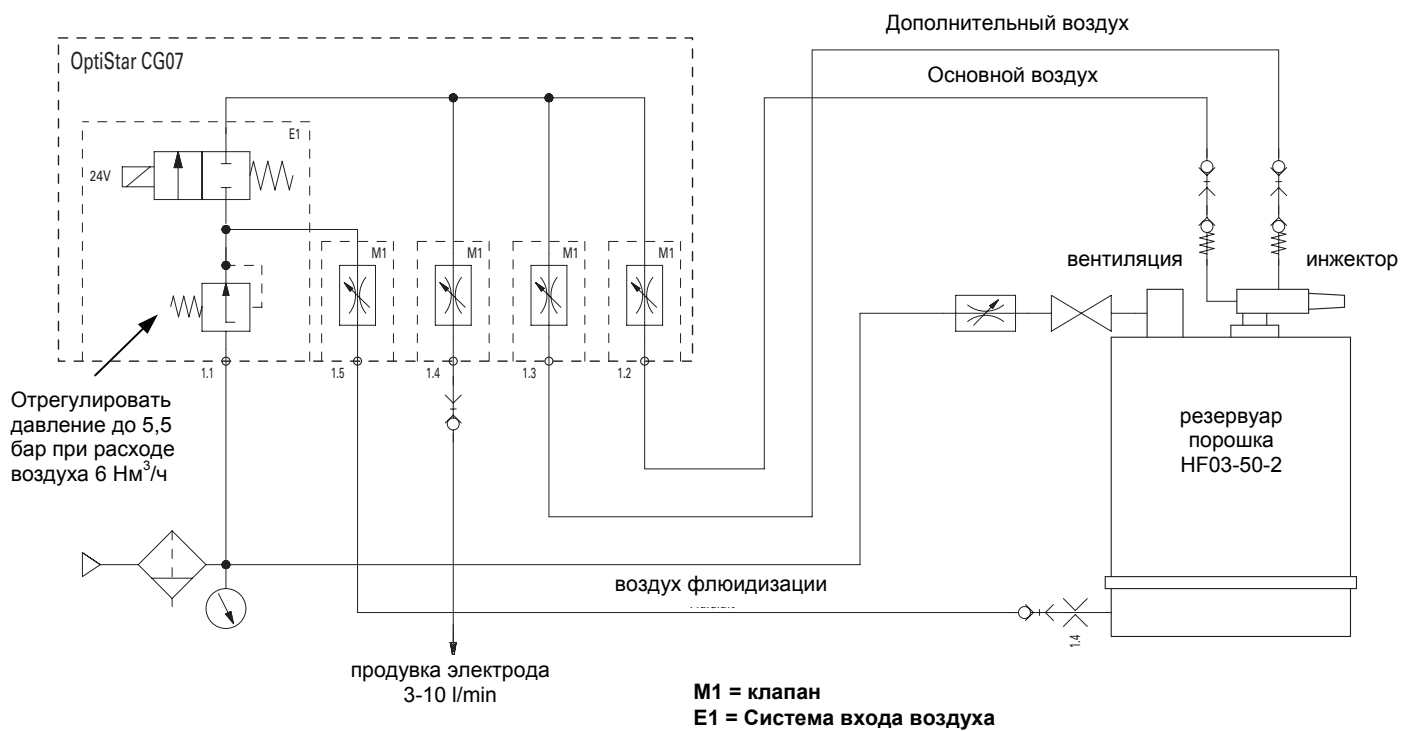 Дополнительный воздух
OptiStar CG07
Основной воздух
E1
24V
M1
M1
M1
M1
вентиляция
инжектор
1.1
1.5
1.4
1.3
1.2
Отрегулировать
давление до 5,5
бар при расходе
воздуха 6 Нм³/ч
резервуар
порошка
HF03-50-2
воздух флюидизации
1.4
продувка электрода
3-10 l/min
M1 = клапан
E1 = Система входа воздуха